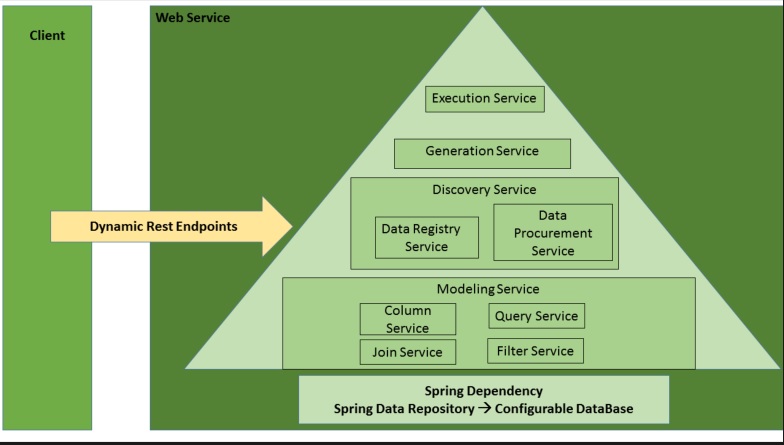 Client
Web Service
Execution Service
Generation Service
Discovery Service
Data Registry
Service
Data
Procurement
Service
Dynamic Rest Endpoints
Modeling Service
Column
Service
Query Service
Join Service
Filter Service
Spring Dependency
Spring Data Repository → Configurable DataBase